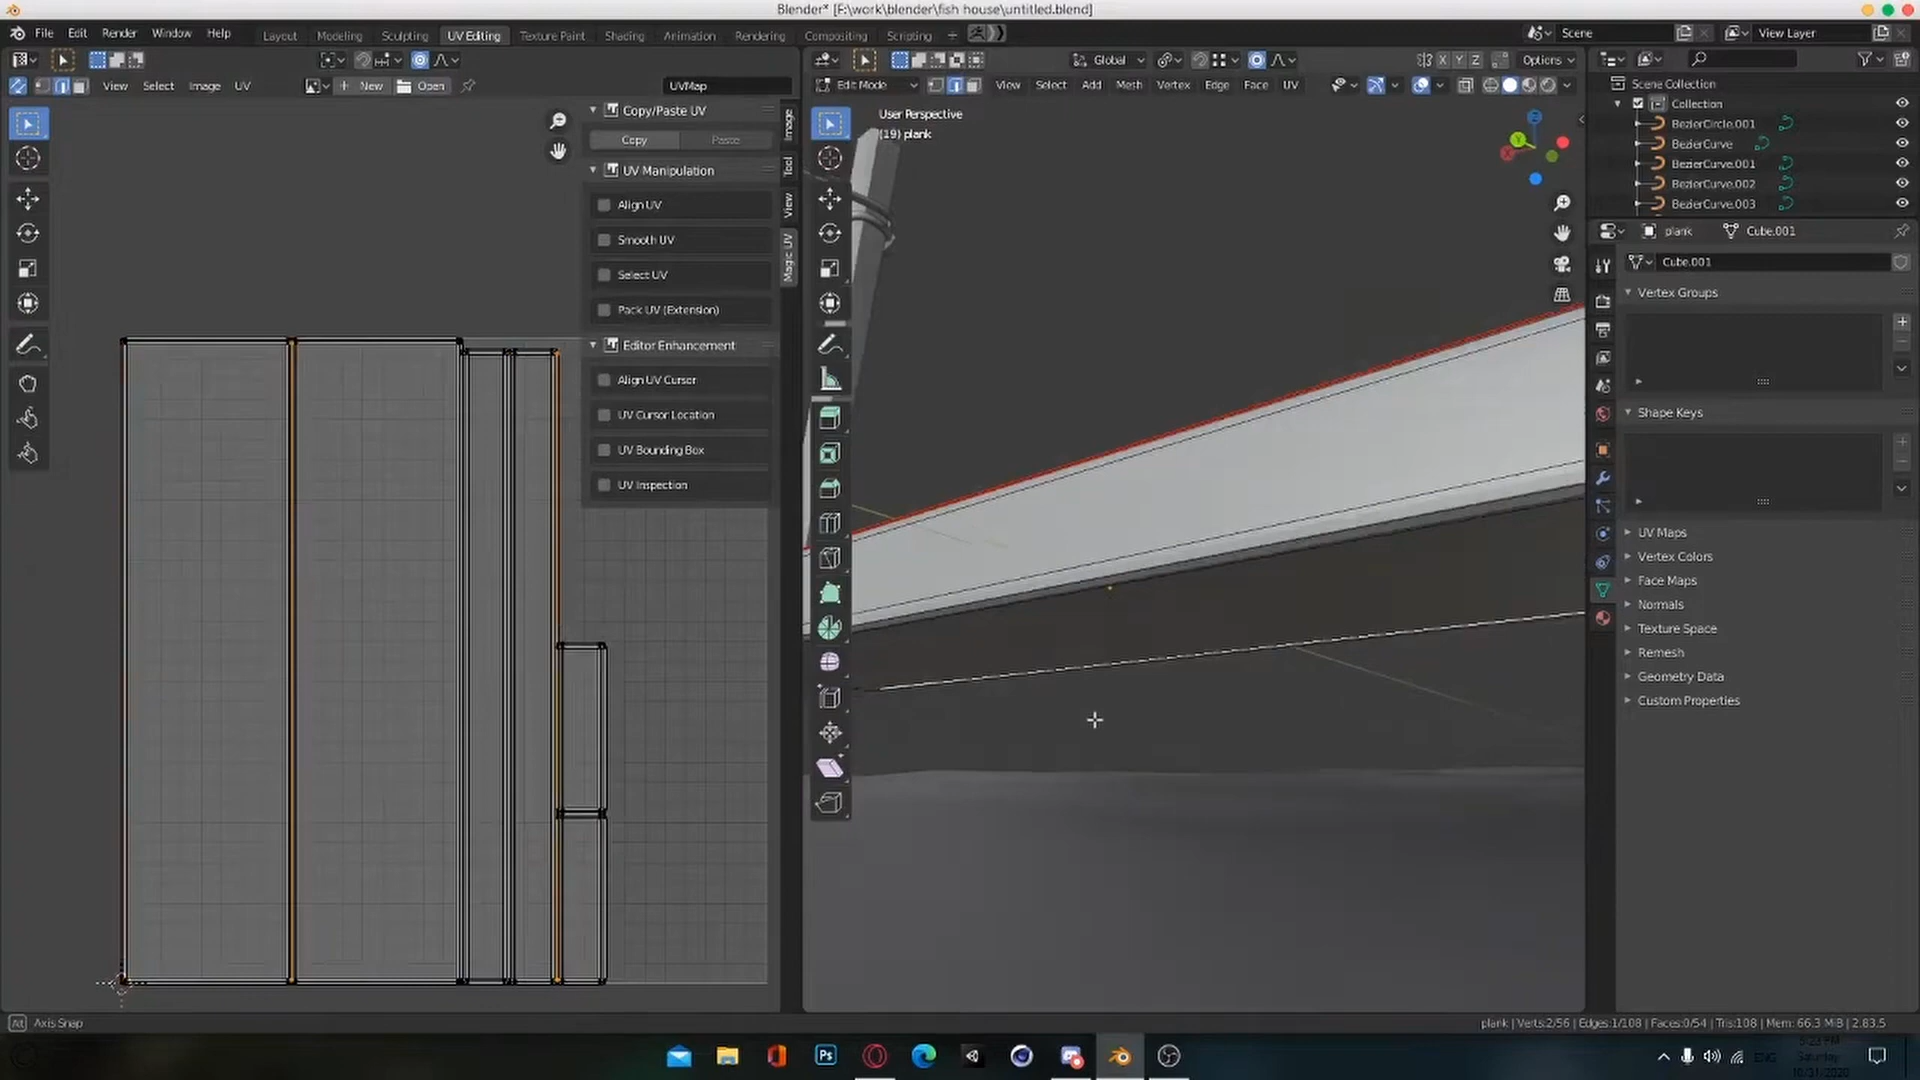 Blender* [F:\work\blender\fish house\untitled.blend]
File Edit Render Window Help Layout Modeling Sculpting UV Editing Texture Paint Shading Animation Rendering Compositing Scripting + Scene View Layer
Global X Y Z Options
View Select Image UV New Open UVMap
Edit Mode View Select Add Mesh Vertex Edge Face UV
Copy/Paste UV
Copy Paste
UV Manipulation
Align UV
Smooth UV
Select UV
Pack UV (Extension)
Editor Enhancement
Align UV Cursor
UV Cursor Location
UV Bounding Box
UV Inspection
Image
Tool
View
Magic UV
User Perspective
(19) plank
Scene Collection
Collection
BezierCircle.001
BezierCurve
BezierCurve.001
BezierCurve.002
BezierCurve.003
plank Cube.001
Cube.001
Vertex Groups
Shape Keys
UV Maps
Vertex Colors
Face Maps
Normals
Texture Space
Remesh
Geometry Data
Custom Properties
Alt Axis Snap
plank | Verts:2/56 | Edges:1/108 | Faces:0/54 | Tris:108 | Mem: 66.3 MiB | 2.83.5
Ps
ENG
Saturday
10/31/2020